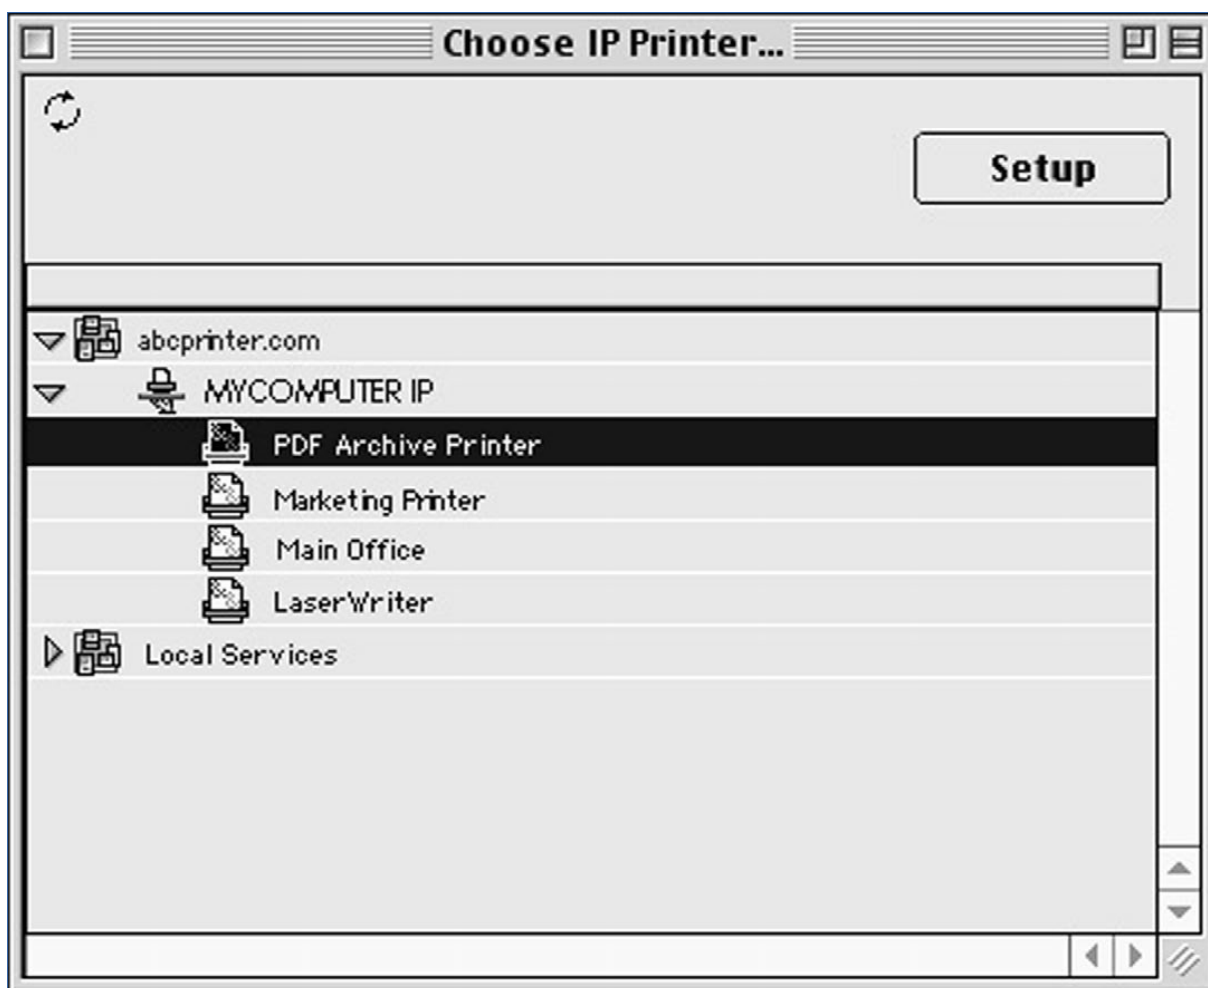 Choose IP Printer...
Setup
abcprinter.com
MYCOMPUTER IP
PDF Archive Printer
Marketing Printer
Main Office
LaserWriter
Local Services